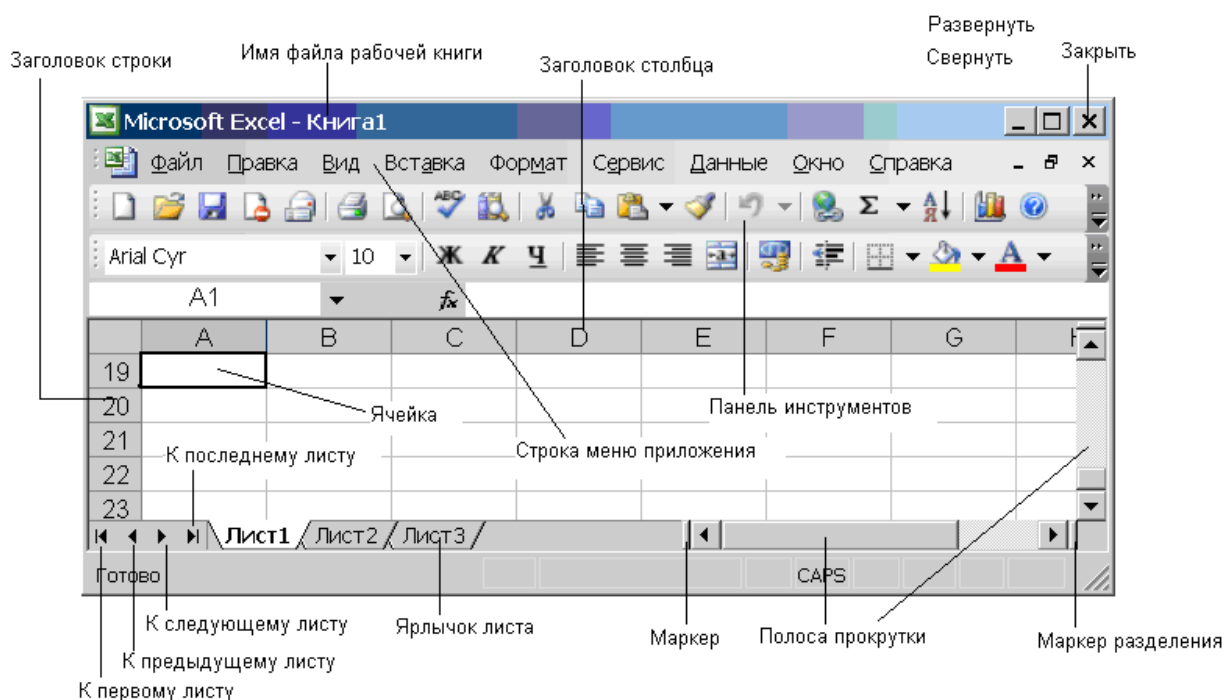 Развернуть
Имя файла рабочей книги
Свернуть
Закрыть
Заголовок строки
Заголовок столбца
Microsoft Excel - Книга1
Файл Правка Вид Вставка Формат Сервис Данные Окно Справка
ABC
Σ
А
Я
Arial Cyr 10 Ж К Ч a A
A1 fx
A B C D E F G H
19
20
Ячейка
Панель инструментов
21
К последнему листу
Строка меню приложения
22
23
Лист1 Лист2 Лист3
Готово CAPS
К следующему листу
Ярлычок листа
Маркер
Полоса прокрутки
Маркер разделения
К предыдущему листу
К первому листу